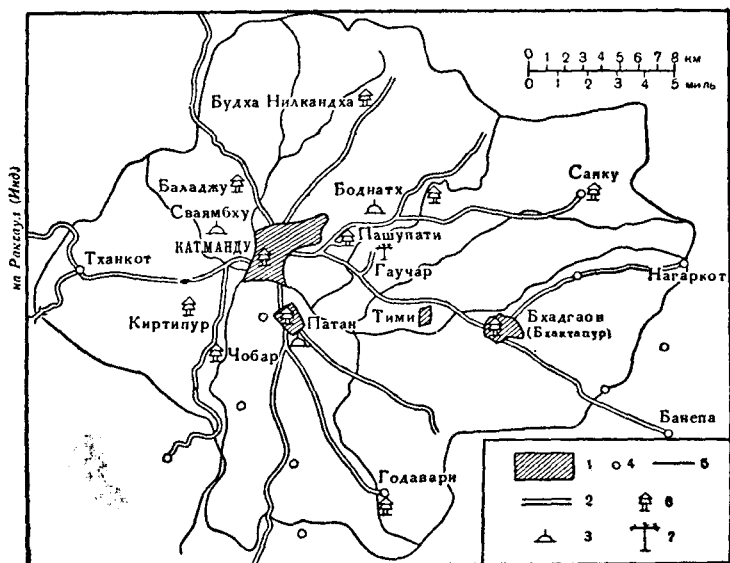 0 1 2 3 4 5 6 7 8 км
0 1 2 3 4 5 миль
Будха Нилкандха
Баладжу
Сваямбху
КАТМАНДУ
Боднатх
Санку
Пашупати
Гаучар
на Раксаул (Инд)
Тханкот
Нагаркот
Киртипур
Патан
Тими
Бхадгаон
(Бхактапур)
Чобар
Банепа
Годавари
1 4 5
2 6
3 7